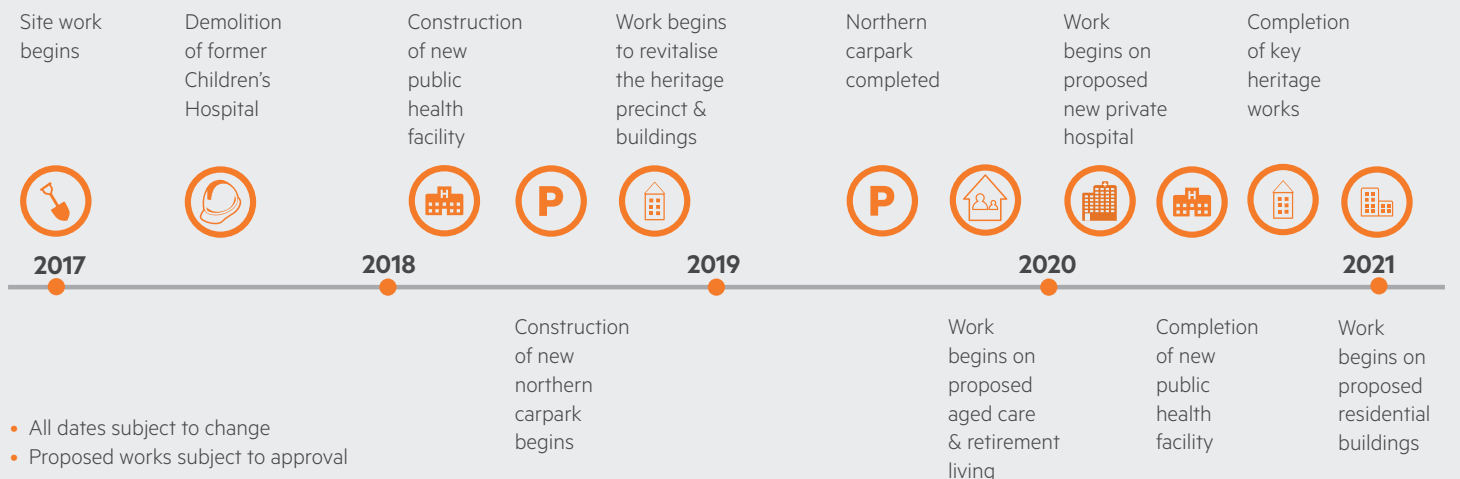 Site work
begins
Demolition
of former
Children's
Hospital
Construction
of new
public
health
facility
Work begins
to revitalise
the heritage
precinct &
buildings
Northern
carpark
completed
Work
begins on
proposed
new private
hospital
Completion
of key
heritage
works
H
P
P
H
2017
2018
2019
2020
2021
Construction
of new
northern
carpark
begins
Work
begins on
proposed
aged care
& retirement
living
Completion
of new
public
health
facility
Work
begins on
proposed
residential
buildings
• All dates subject to change
• Proposed works subject to approval